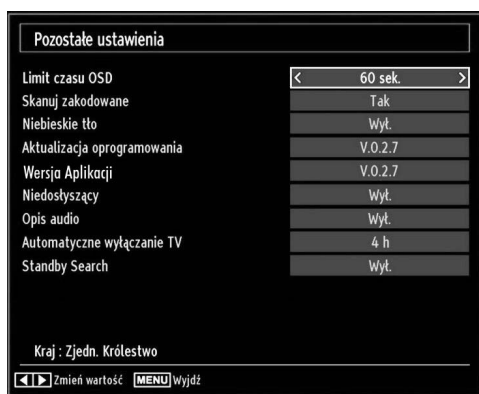 Pozostałe ustawienia
Limit czasu OSD < 60 sek. >
Skanuj zakodowane Tak
Niebieskie tło Wył.
Aktualizacja oprogramowania V.0.2.7
Wersja Aplikacji V.0.2.7
Niedosłyszący Wył.
Opis audio Wył.
Automatyczne wyłączanie TV 4 h
Standby Search Wył.
Kraj : Zjedn. Królestwo
Zmień wartość MENU Wyjdź